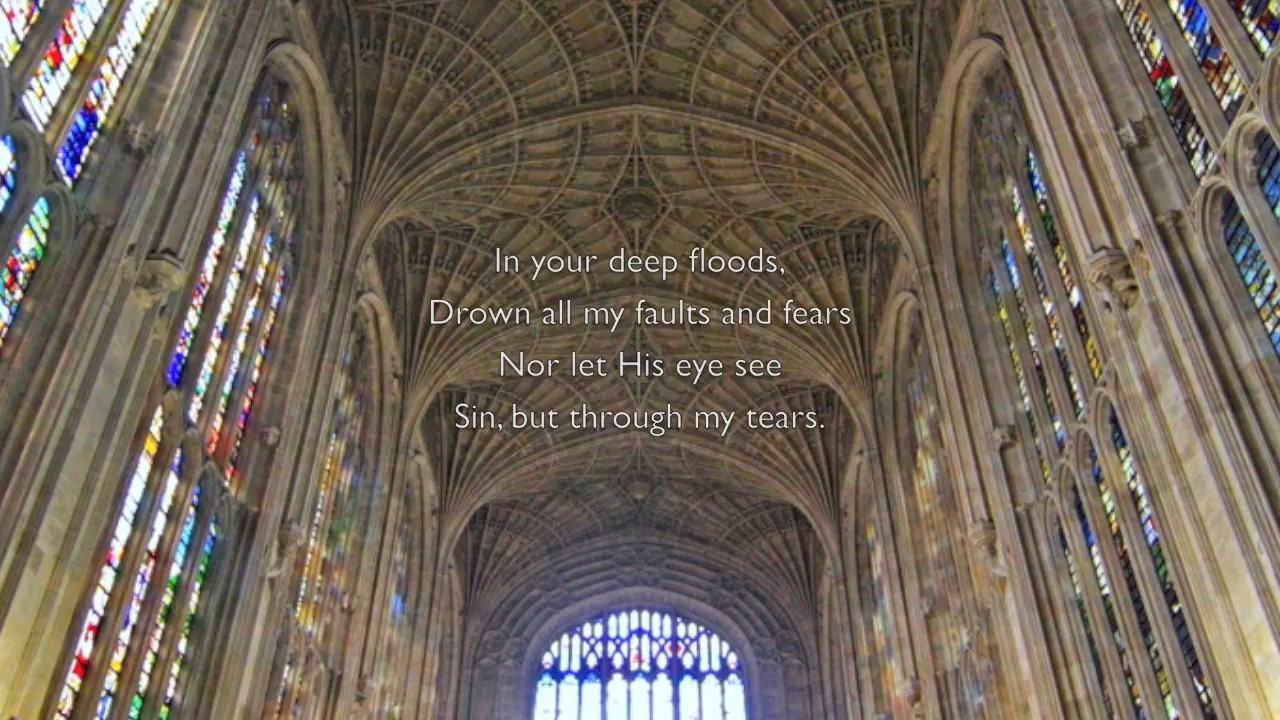 In your deep floods,
Drown all my faults and fears
Nor let His eye see
Sin, but through my tears.